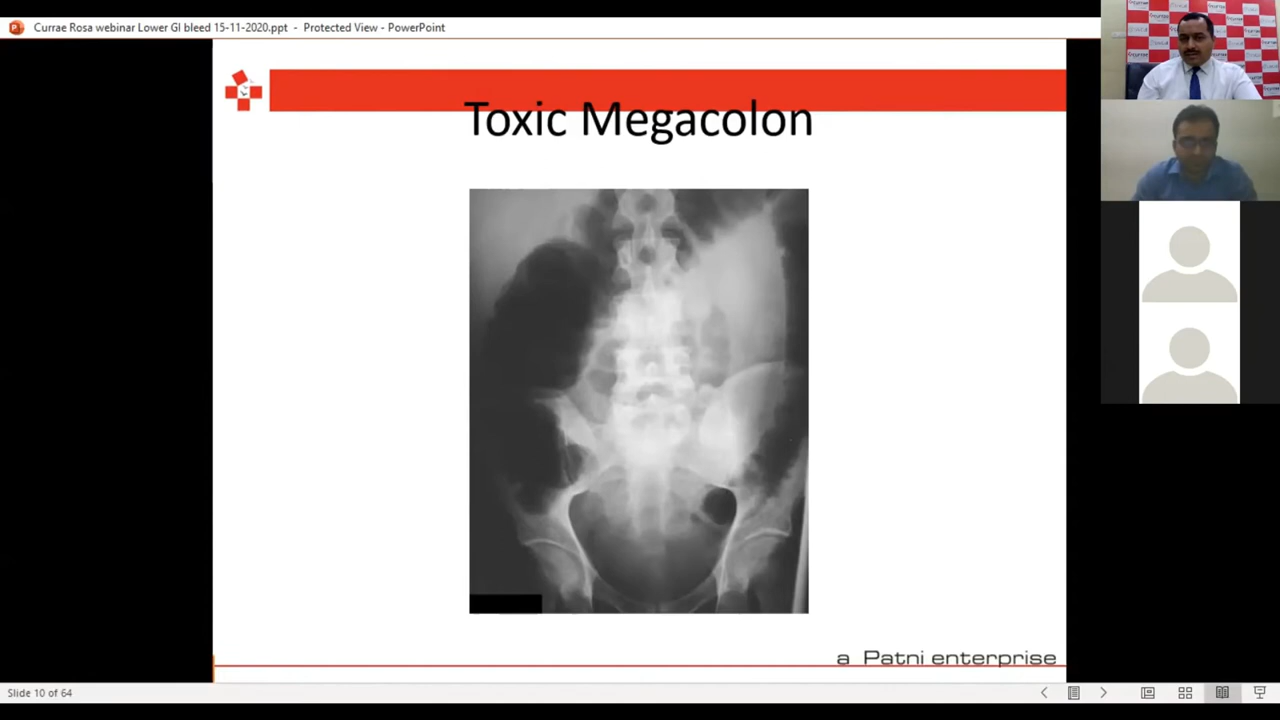 Currae Rosa webinar Lower GI bleed 15-11-2020.ppt - Protected View - PowerPoint
Toxic Megacolon
a Patni enterprise
Slide 10 of 64